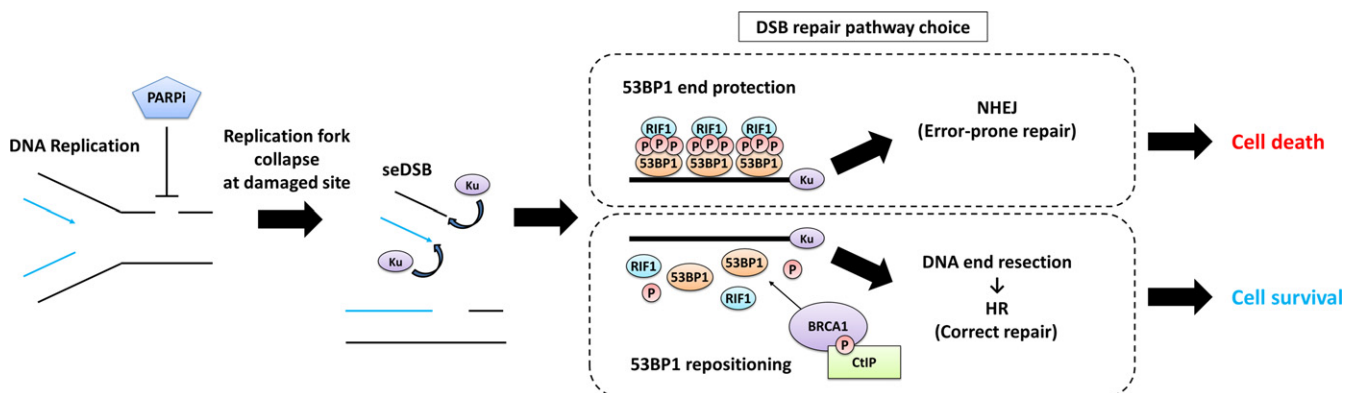 DSB repair pathway choice
PARPi
DNA Replication
Replication fork
collapse
at damaged site
seDSB
Ku
Ku
53BP1 end protection
RIF1 RIF1 RIF1
P P P P P P P P P
53BP1 53BP1 53BP1
Ku
NHEJ
(Error-prone repair)
Cell death
Ku
RIF1
53BP1
53BP1
P
P
RIF1
BRCA1
P
CtIP
53BP1 repositioning
DNA end resection
↓
HR
(Correct repair)
Cell survival